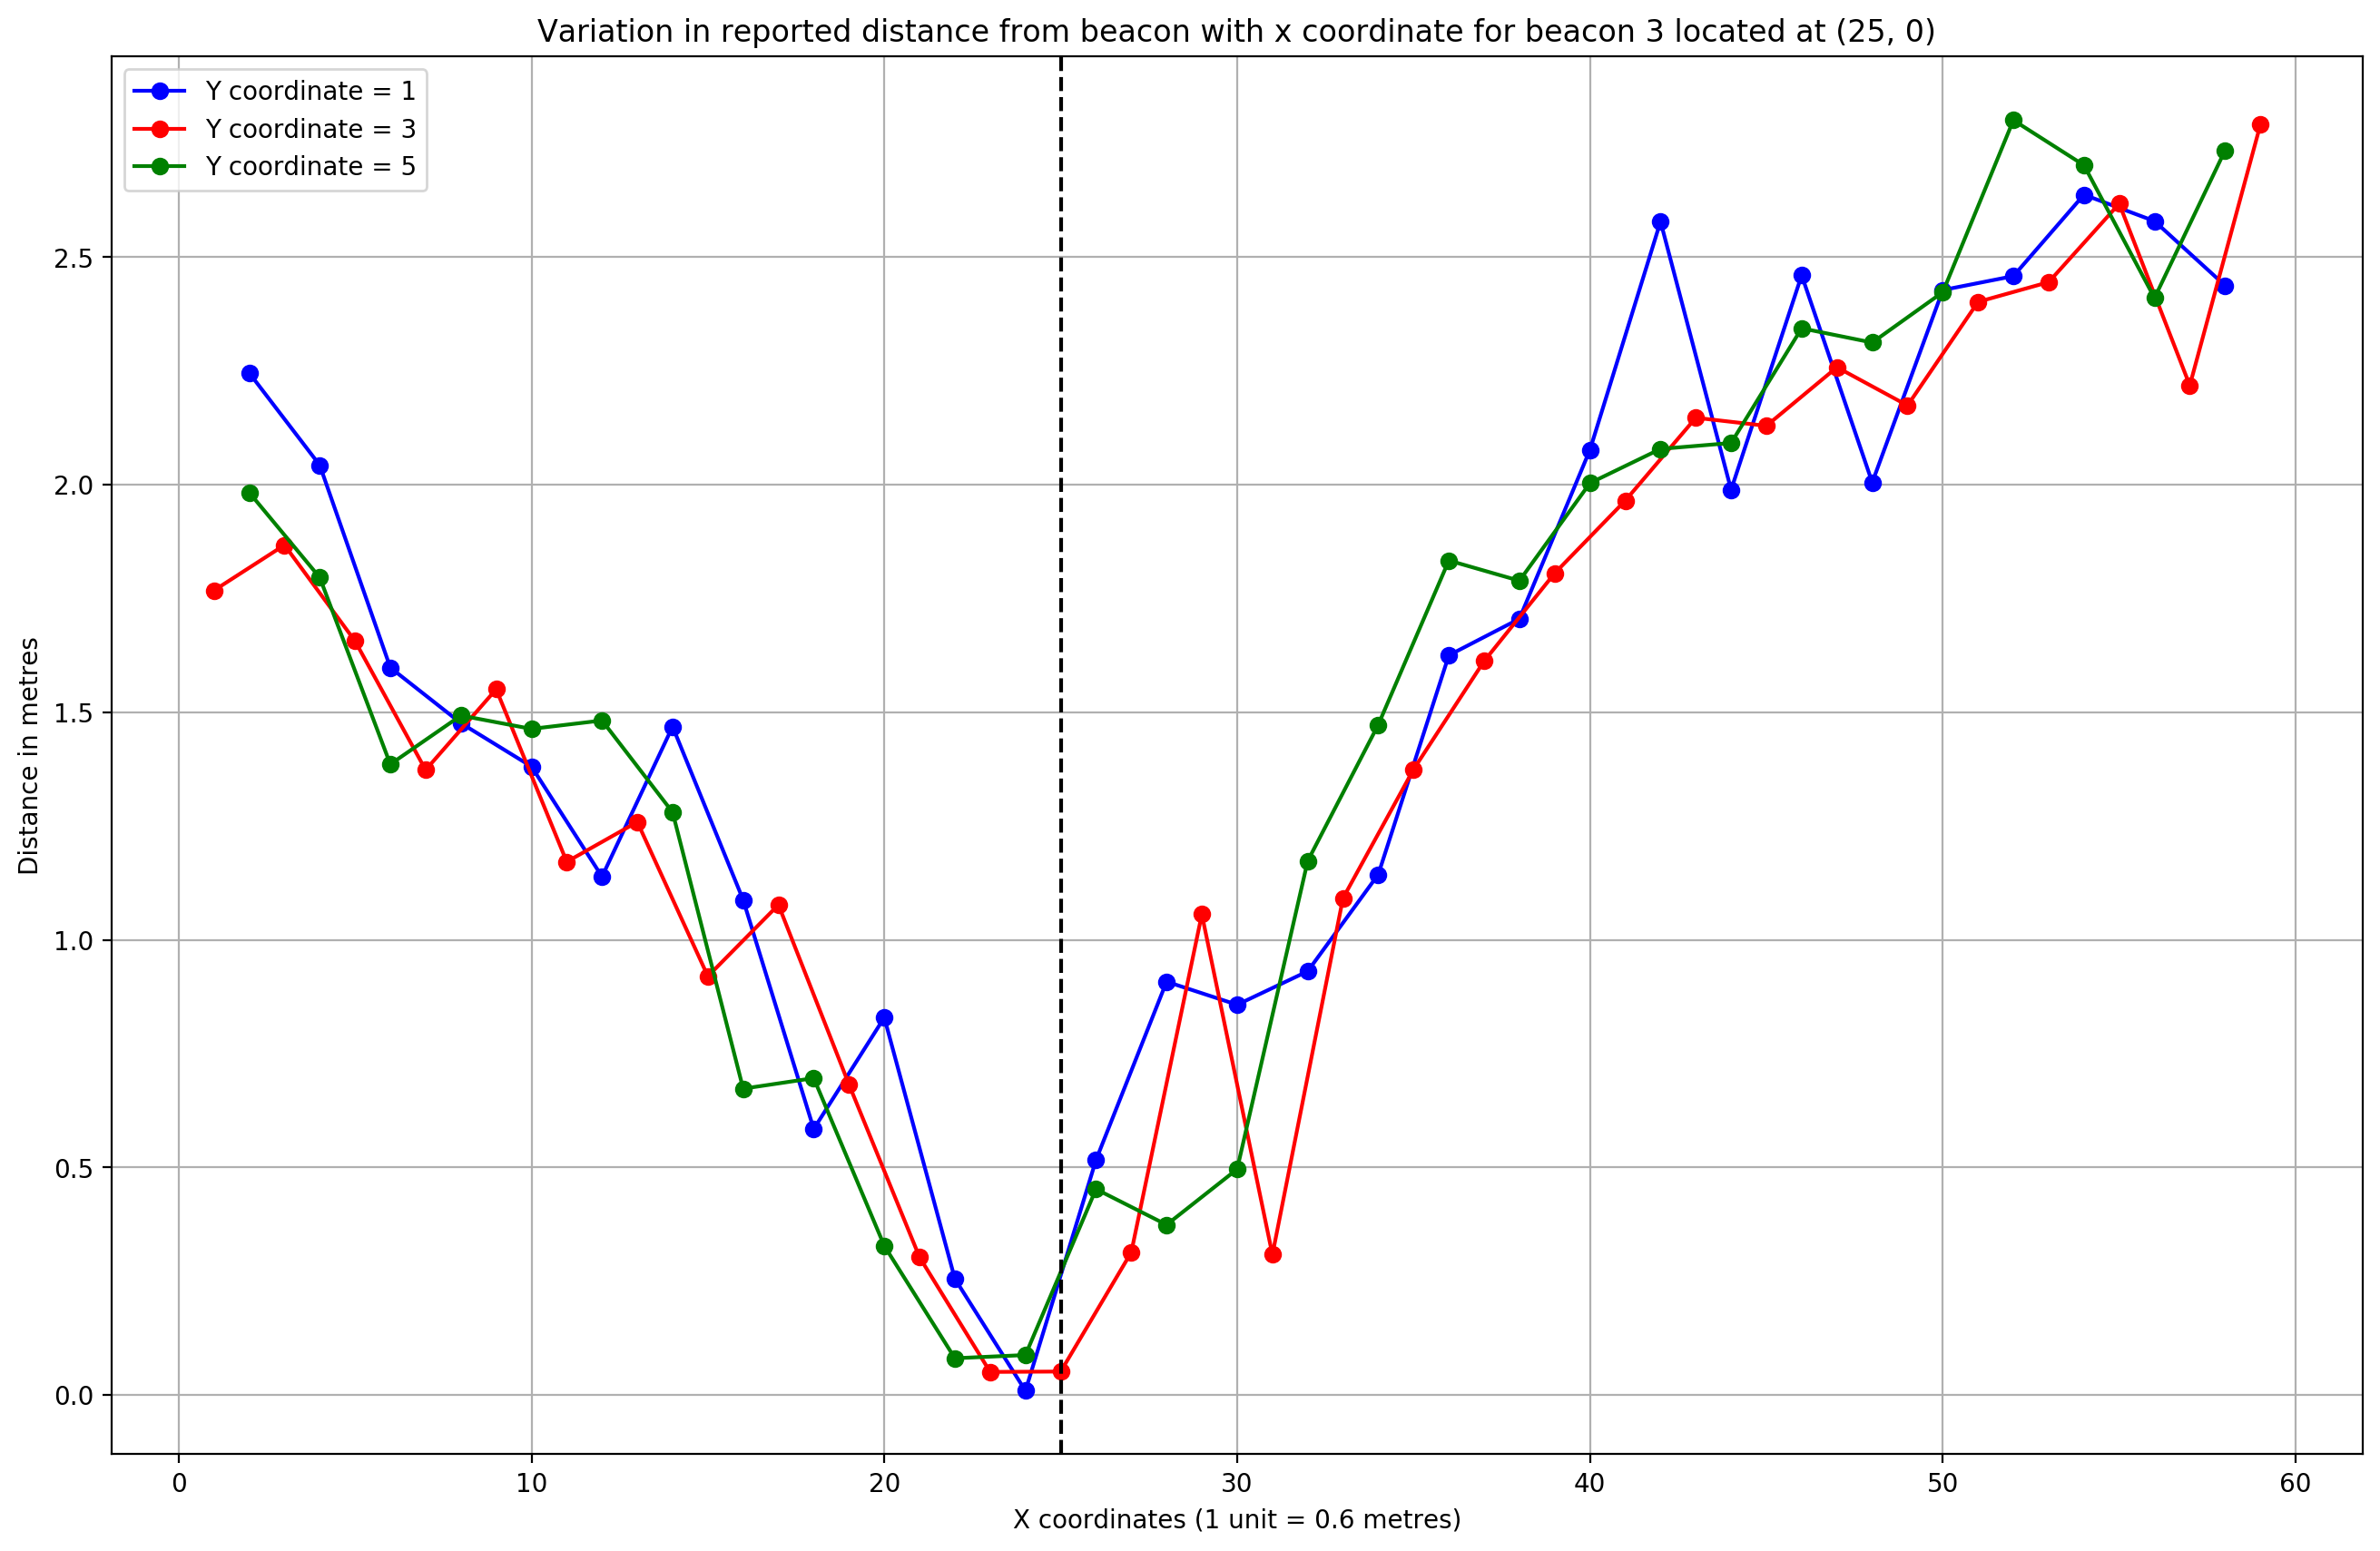 Variation in reported distance from beacon with x coordinate for beacon 3 located at (25, 0)
Y coordinate = 1
Y coordinate = 3
Y coordinate = 5
Distance in metres
2.5
2.0
1.5
1.0
0.5
0.0
0 10 20 30 40 50 60
X coordinates (1 unit = 0.6 metres)